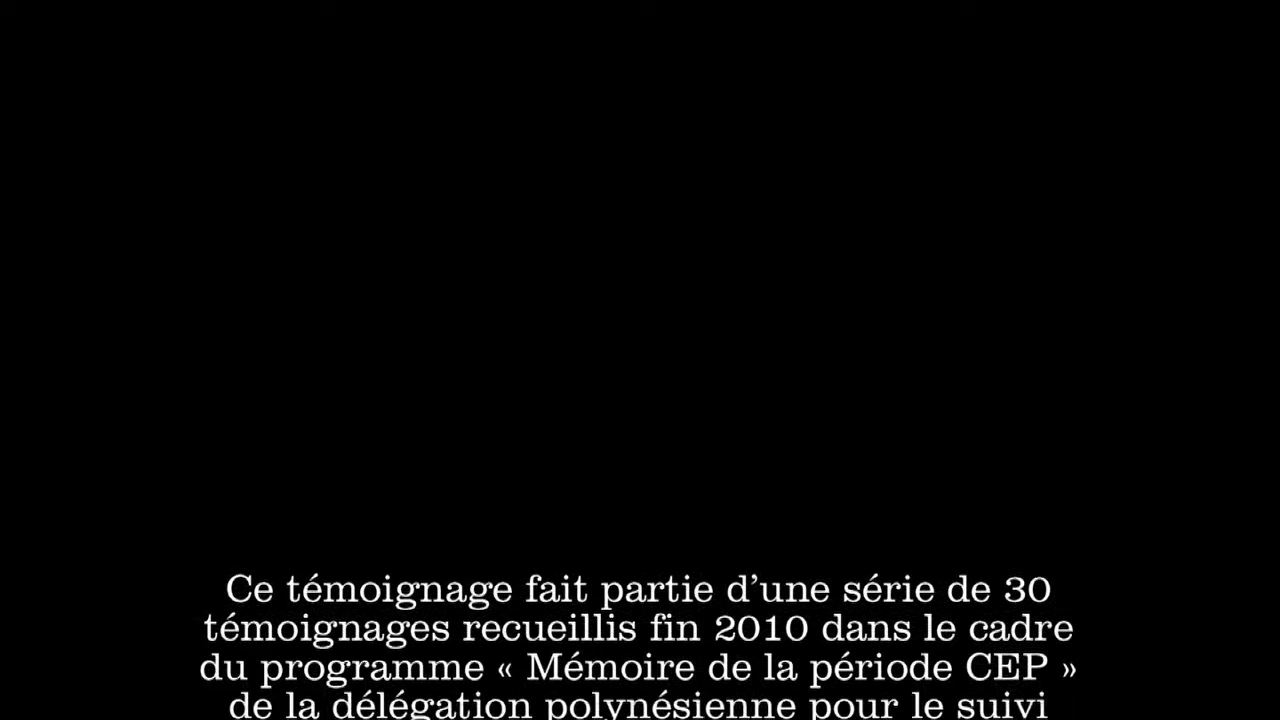 Ce témoignage fait partie d’une série de 30
témoignages recueillis fin 2010 dans le cadre
du programme « Mémoire de la période CEP »
de la délégation polynésienne pour le suivi